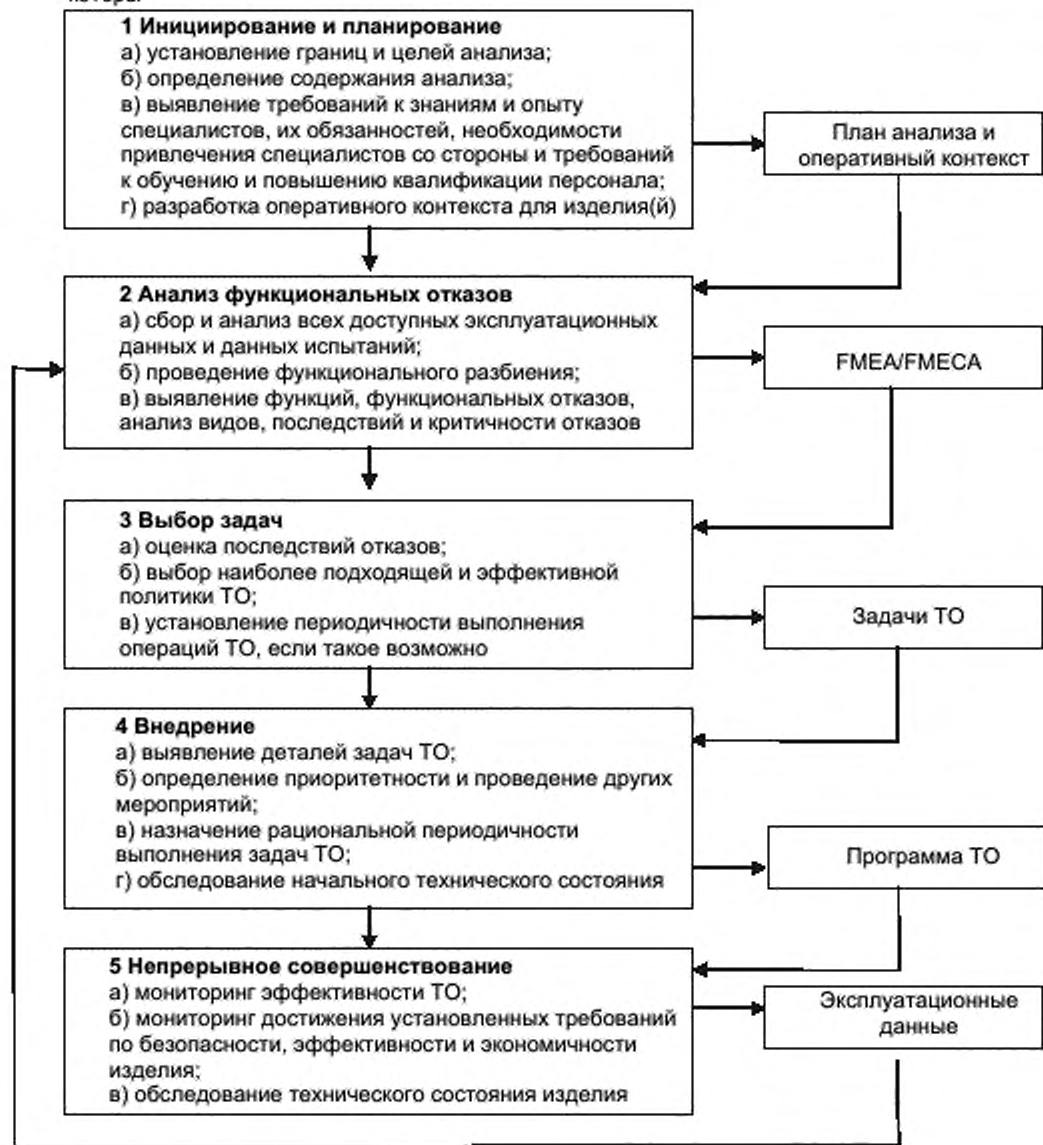 1 Инициирование и планирование
а) установление границ и целей анализа;
б) определение содержания анализа;
в) выявление требований к знаниям и опыту
специалистов, их обязанностей, необходимости
привлечения специалистов со стороны и требований
к обучению и повышению квалификации персонала;
г) разработка оперативного контекста для изделия(й)
План анализа и
оперативный контекст
2 Анализ функциональных отказов
а) сбор и анализ всех доступных эксплуатационных
данных и данных испытаний;
б) проведение функционального разбиения;
в) выявление функций, функциональных отказов,
анализ видов, последствий и критичности отказов
FMEA/FMECA
3 Выбор задач
а) оценка последствий отказов;
б) выбор наиболее подходящей и эффективной
политики ТО;
в) установление периодичности выполнения
операций ТО, если такое возможно
Задачи ТО
4 Внедрение
а) выявление деталей задач ТО;
б) определение приоритетности и проведение других
мероприятий;
в) назначение рациональной периодичности
выполнения задач ТО;
г) обследование начального технического состояния
Программа ТО
5 Непрерывное совершенствование
а) мониторинг эффективности ТО;
б) мониторинг достижения установленных требований
по безопасности, эффективности и экономичности
изделия;
в) обследование технического состояния изделия
Эксплуатационные
данные